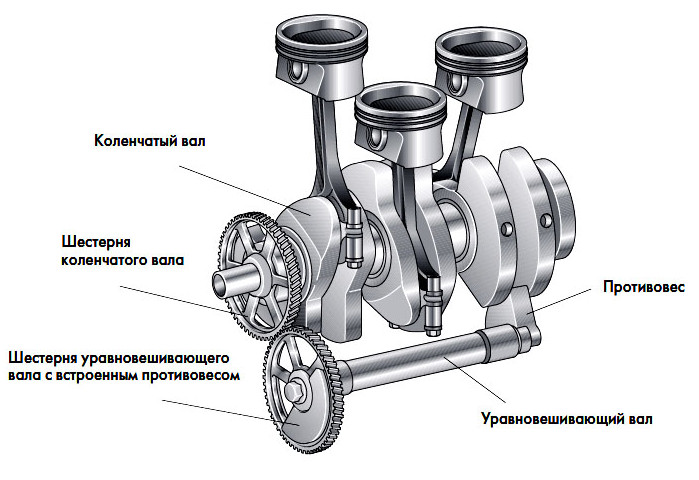 Коленчатый вал
Шестерня
коленчатого вала
Противовес
Шестерня уравновешивающего
вала с встроенным противовесом
Уравновешивающий вал